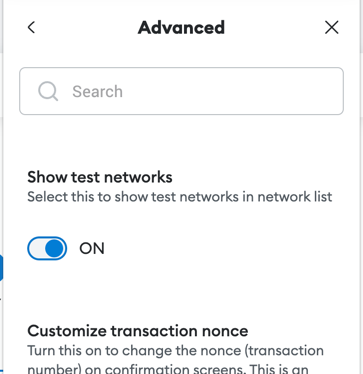 Advanced
Search
Show test networks
Select this to show test networks in network list
ON
Customize transaction nonce
Turn this on to change the nonce (transaction
number) on confirmation screens. This is an